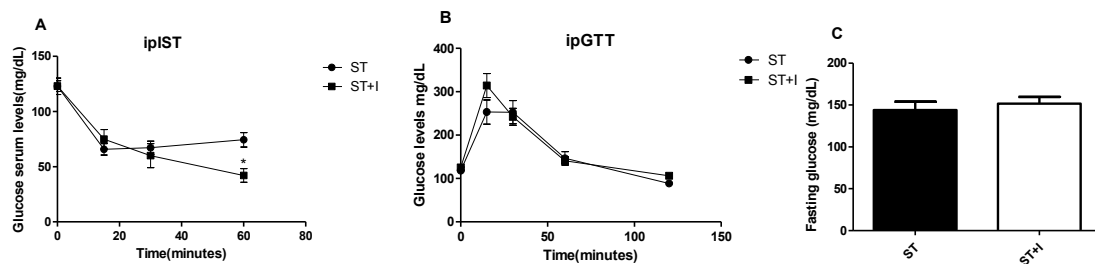 A
ipIST
Glucose serum levels(mg/dL)
150
100
50
0
0
20
40
60
80
Time(minutes)
ST
ST+I
*
B
ipGTT
Glucose levels mg/dL
400
300
200
100
0
0
50
100
150
Time(minutes)
ST
ST+I
C
Fasting glucose (mg/dL)
200
150
100
50
0
ST
ST+I